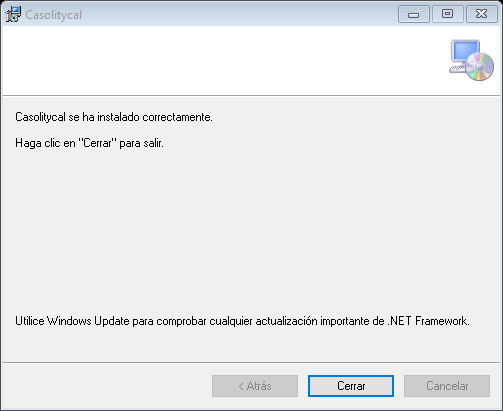 Casolitycal
Casolitycal se ha instalado correctamente.
Haga clic en "Cerrar" para salir.
Utilice Windows Update para comprobar cualquier actualización importante de .NET Framework.
< Atrás
Cerrar
Cancelar